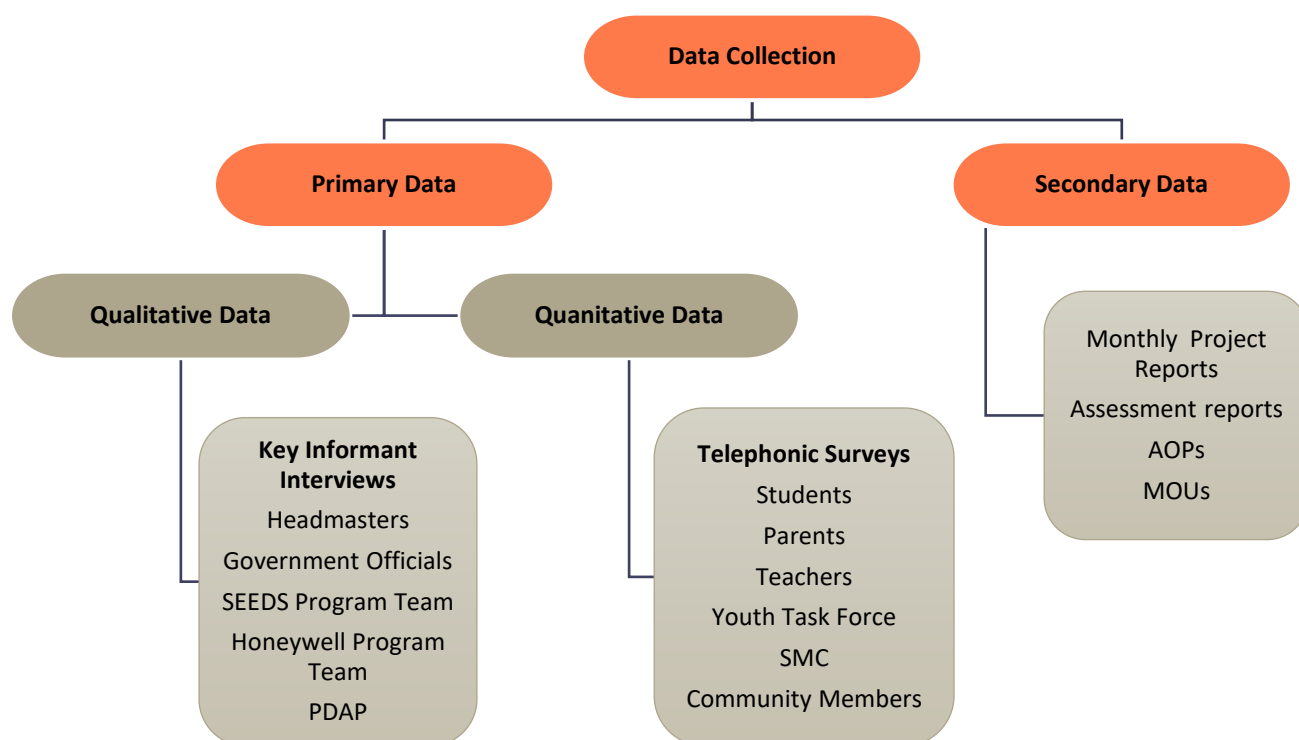 Data Collection
Primary Data
Secondary Data
Qualitative Data
Quanitative Data
Key Informant
Interviews
Headmasters
Government Officials
SEEDS Program Team
Honeywell Program
Team
PDAP
Telephonic Surveys
Students
Parents
Teachers
Youth Task Force
SMC
Community Members
Monthly  Project
Reports
Assessment reports
AOPs
MOUs